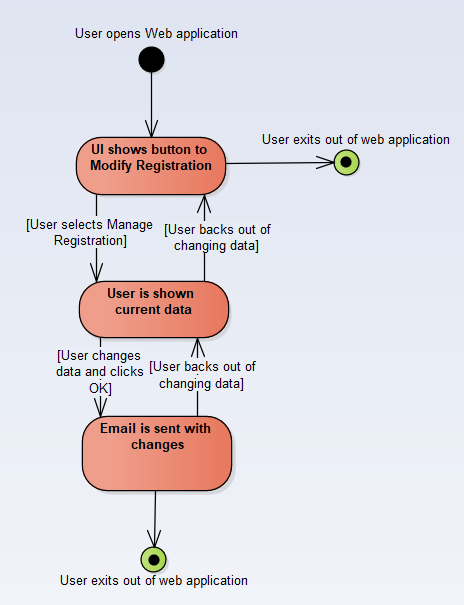 User opens Web application
UI shows button to
Modify Registration
User exits out of web application
[User selects Manage
Registration]
[User backs out of
changing data]
User is shown
current data
[User changes
data and clicks
OK]
[User backs out of
changing data]
Email is sent with
changes
User exits out of web application